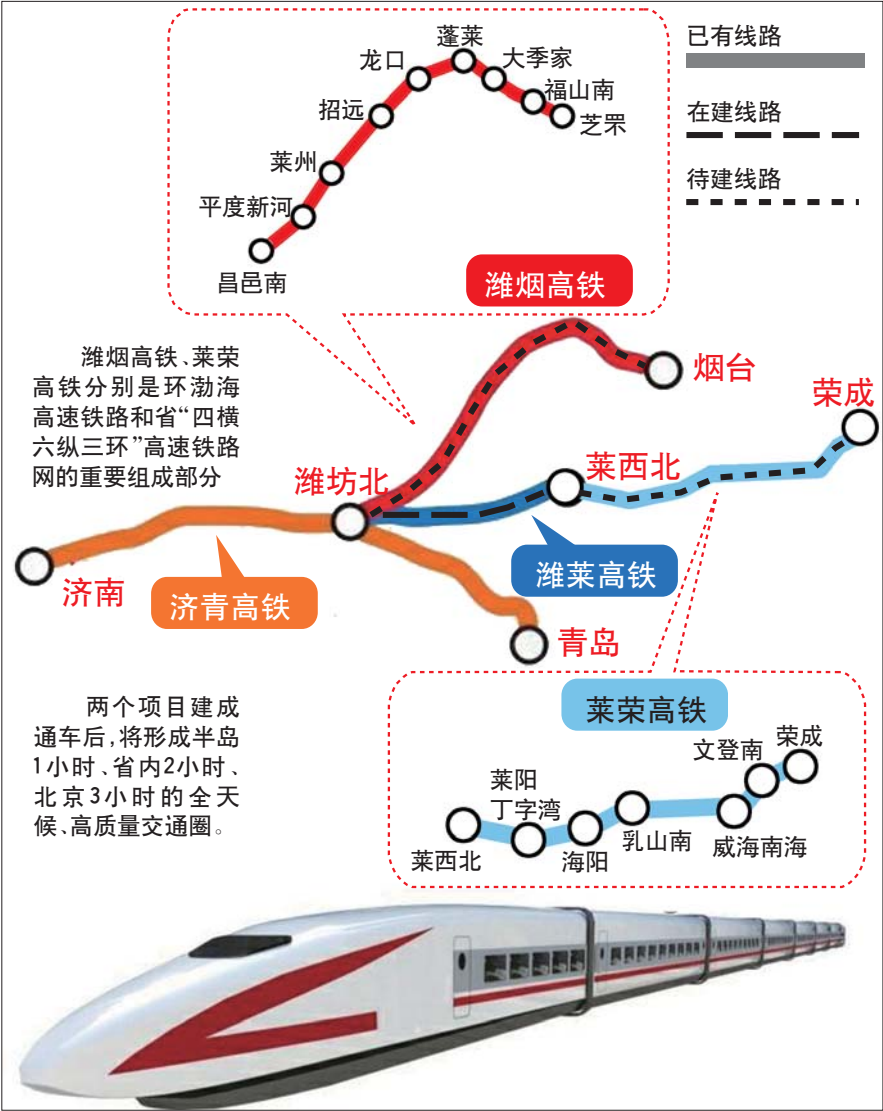 蓬莱
龙口
大季家
福山南
招远
芝罘
莱州
平度新河
昌邑南
潍烟高铁
已有线路
在建线路
待建线路
潍烟高铁、莱荣
高铁分别是环渤海
高速铁路和省“四横
六纵三环”高速铁路
网的重要组成部分
烟台
荣成
潍坊北
莱西北
济南
济青高铁
潍莱高铁
青岛
两个项目建成
通车后,将形成半岛
1小时、省内2小时、
北京3小时的全天
候、高质量交通圈。
莱荣高铁
文登南
荣成
莱阳
丁字湾
莱西北
海阳
乳山南
威海南海